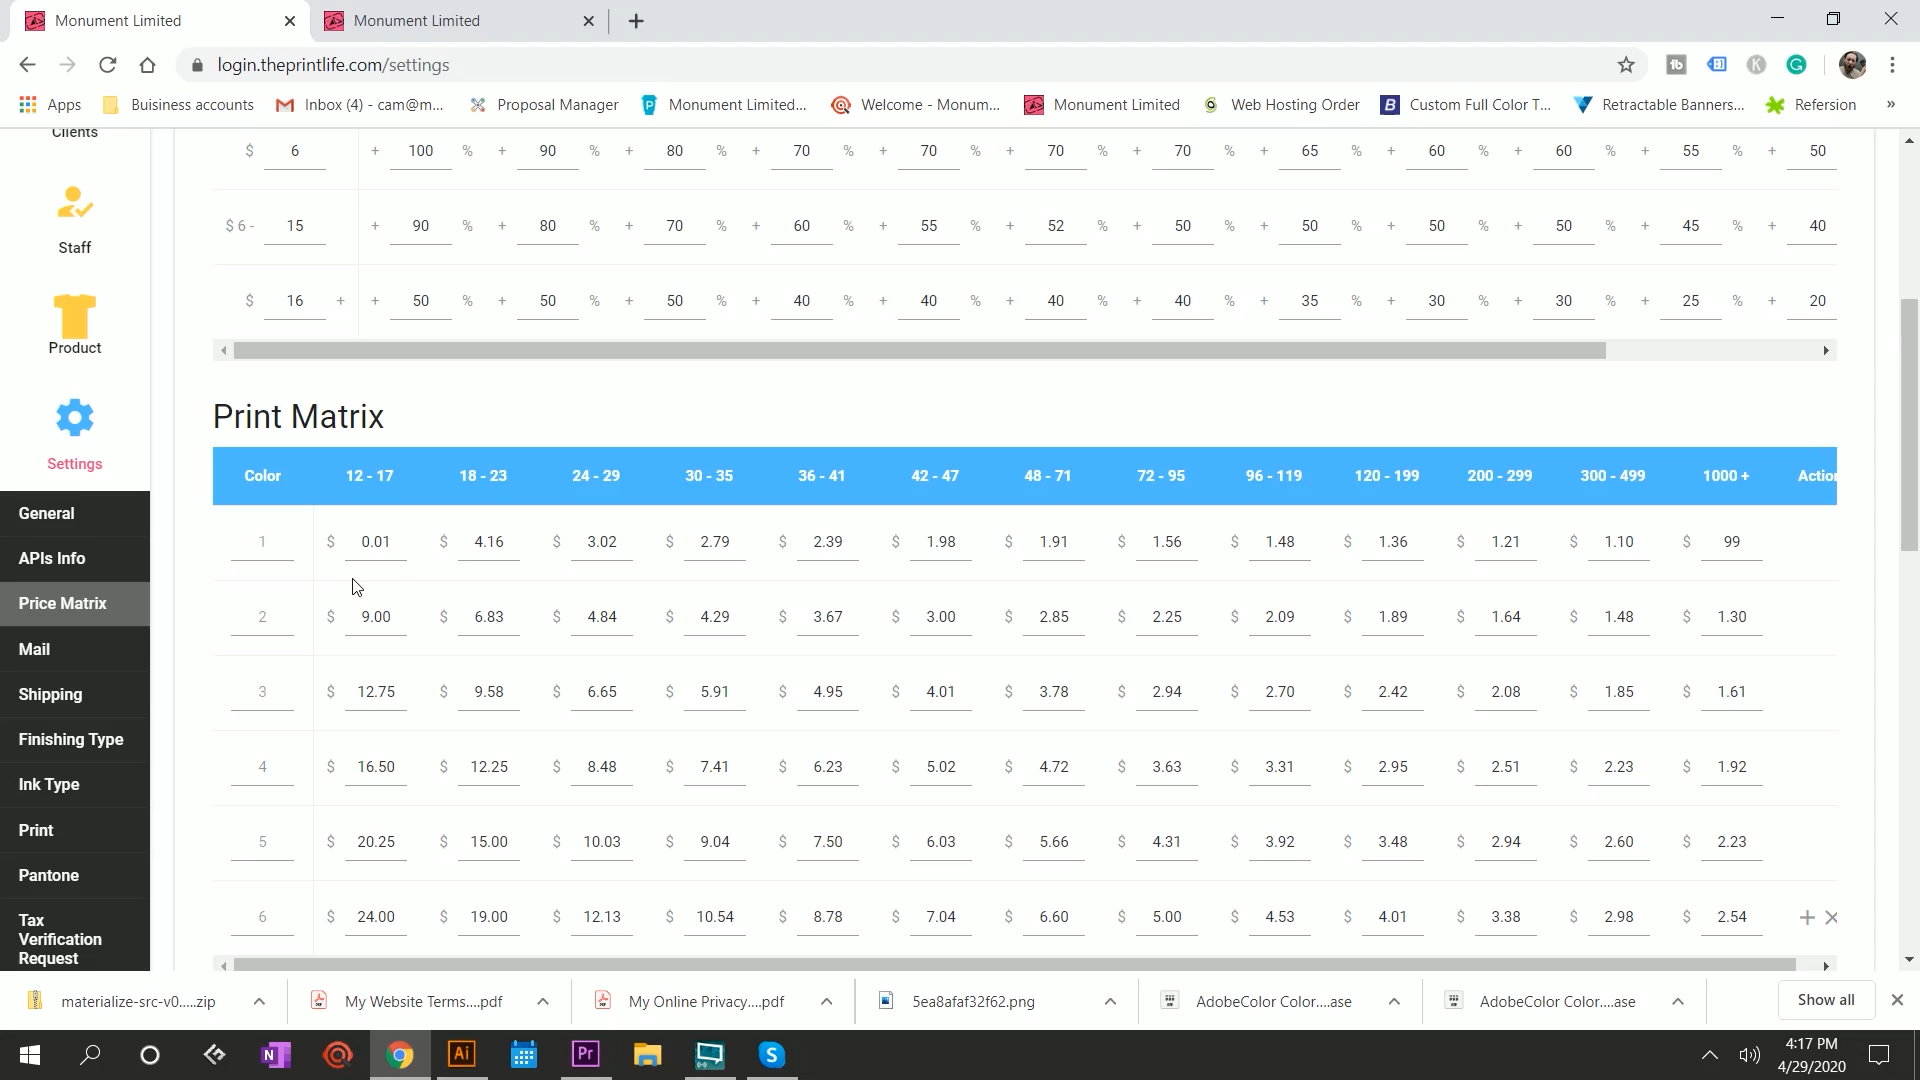 Monument Limited
Monument Limited
login.theprintlife.com/settings
Apps
Buisiness accounts
Inbox (4) - cam@m...
Proposal Manager
Monument Limited...
Welcome - Monum...
Monument Limited
Web Hosting Order
Custom Full Color T...
Retractable Banners...
Refersion
»
Clients
Staff
Product
Settings
General
APIs Info
Price Matrix
Mail
Shipping
Finishing Type
Ink Type
Print
Pantone
Tax
Verification
Request
$ 6 + 100 % + 90 % + 80 % + 70 % + 70 % + 70 % + 70 % + 65 % + 60 % + 60 % + 55 % + 50
$ 6 - 15 + 90 % + 80 % + 70 % + 60 % + 55 % + 52 % + 50 % + 50 % + 50 % + 50 % + 45 % + 40
$ 16 + + 50 % + 50 % + 50 % + 40 % + 40 % + 40 % + 40 % + 35 % + 30 % + 30 % + 25 % + 20
Print Matrix
Color 12 - 17 18 - 23 24 - 29 30 - 35 36 - 41 42 - 47 48 - 71 72 - 95 96 - 119 120 - 199 200 - 299 300 - 499 1000 + Action
1 $ 0.01 $ 4.16 $ 3.02 $ 2.79 $ 2.39 $ 1.98 $ 1.91 $ 1.56 $ 1.48 $ 1.36 $ 1.21 $ 1.10 $ 99
2 $ 9.00 $ 6.83 $ 4.84 $ 4.29 $ 3.67 $ 3.00 $ 2.85 $ 2.25 $ 2.09 $ 1.89 $ 1.64 $ 1.48 $ 1.30
3 $ 12.75 $ 9.58 $ 6.65 $ 5.91 $ 4.95 $ 4.01 $ 3.78 $ 2.94 $ 2.70 $ 2.42 $ 2.08 $ 1.85 $ 1.61
4 $ 16.50 $ 12.25 $ 8.48 $ 7.41 $ 6.23 $ 5.02 $ 4.72 $ 3.63 $ 3.31 $ 2.95 $ 2.51 $ 2.23 $ 1.92
5 $ 20.25 $ 15.00 $ 10.03 $ 9.04 $ 7.50 $ 6.03 $ 5.66 $ 4.31 $ 3.92 $ 3.48 $ 2.94 $ 2.60 $ 2.23
6 $ 24.00 $ 19.00 $ 12.13 $ 10.54 $ 8.78 $ 7.04 $ 6.60 $ 5.00 $ 4.53 $ 4.01 $ 3.38 $ 2.98 $ 2.54
materialize-src-v0.....zip
My Website Terms....pdf
My Online Privacy....pdf
5ea8afaf32f62.png
AdobeColor Color....ase
AdobeColor Color....ase
Show all
4:17 PM
4/29/2020